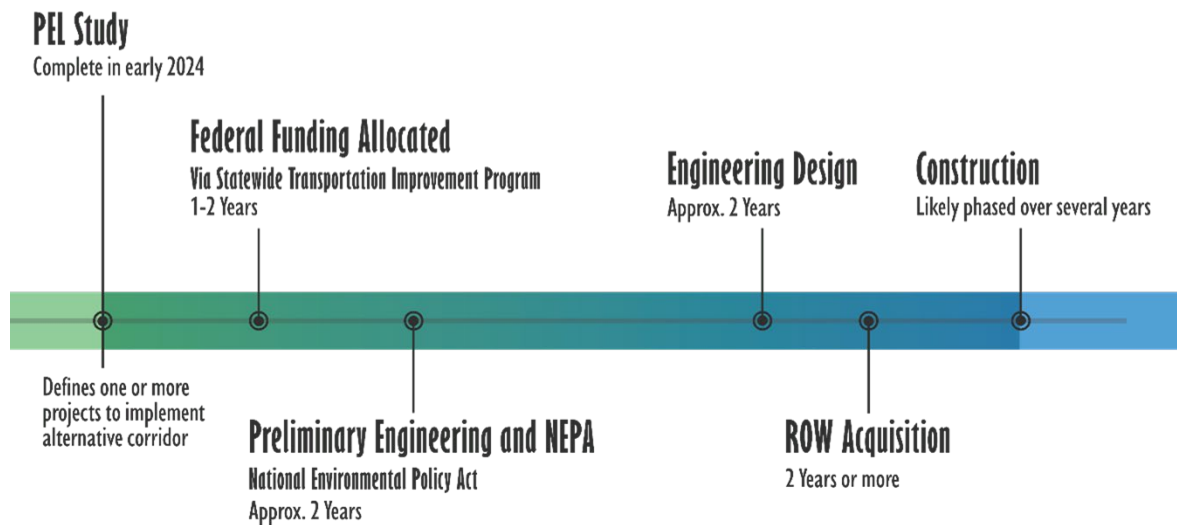 PEL Study
Complete in early 2024
Federal Funding Allocated
Via Statewide Transportation Improvement Program
1-2 Years
Engineering Design
Approx. 2 Years
Construction
Likely phased over several years
Defines one or more
projects to implement
alternative corridor
Preliminary Engineering and NEPA
National Environmental Policy Act
Approx. 2 Years
ROW Acquisition
2 Years or more